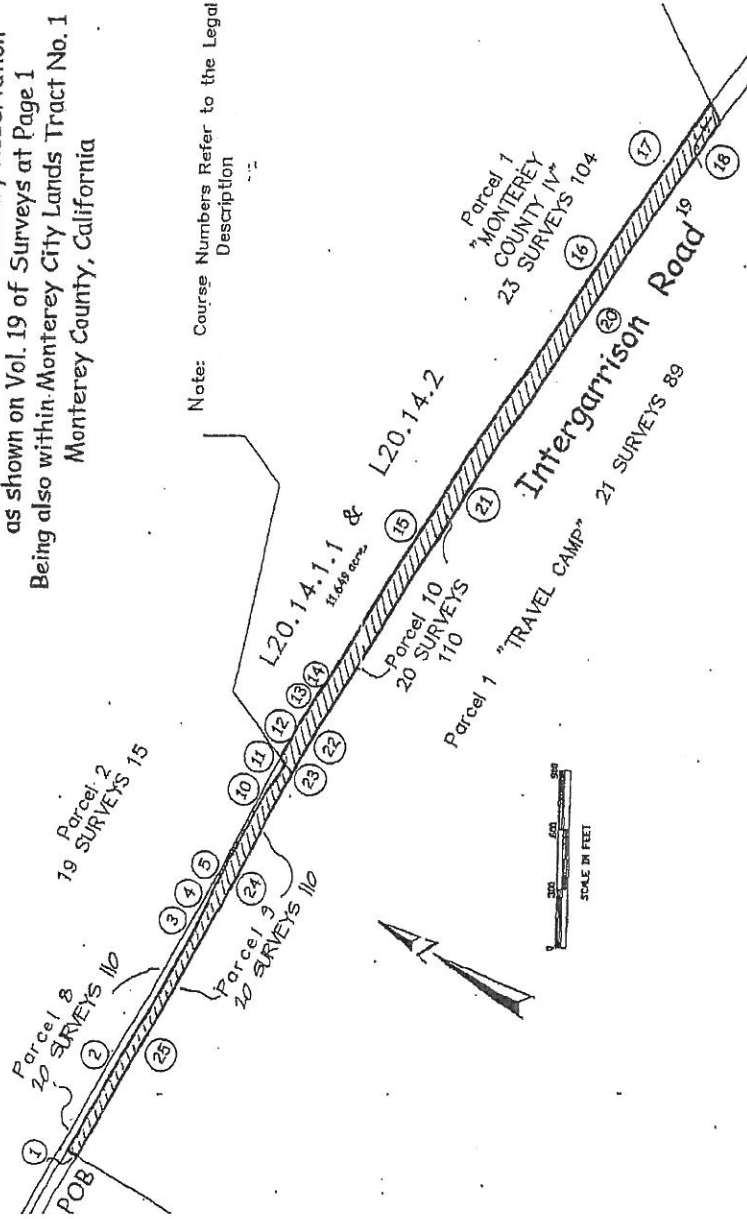 as shown on Vol. 19 of Surveys at Page 1
Being also within Monterey City Lands Tract No. 1
Monterey County, California
Note: Course Numbers Refer to the Legal
Description
Parcel 2
19 SURVEYS 15
Parcel 8
20 SURVEYS 110
1
2
3
4
5
10
11
12
13
14
L20.14.1.1 & L20.14.2
11.649 acres
15
Parcel 1
"MONTEREY
COUNTY IV"
23 SURVEYS 104
16
17
18
19
20
21
22
23
24
25
POB
Parcel 9
20 SURVEYS 110
Parcel 10
20 SURVEYS
110
Intergarrison Road
Parcel 1 "TRAVEL CAMP" 21 SURVEYS 89
N
0 300 600 900
SCALE IN FEET